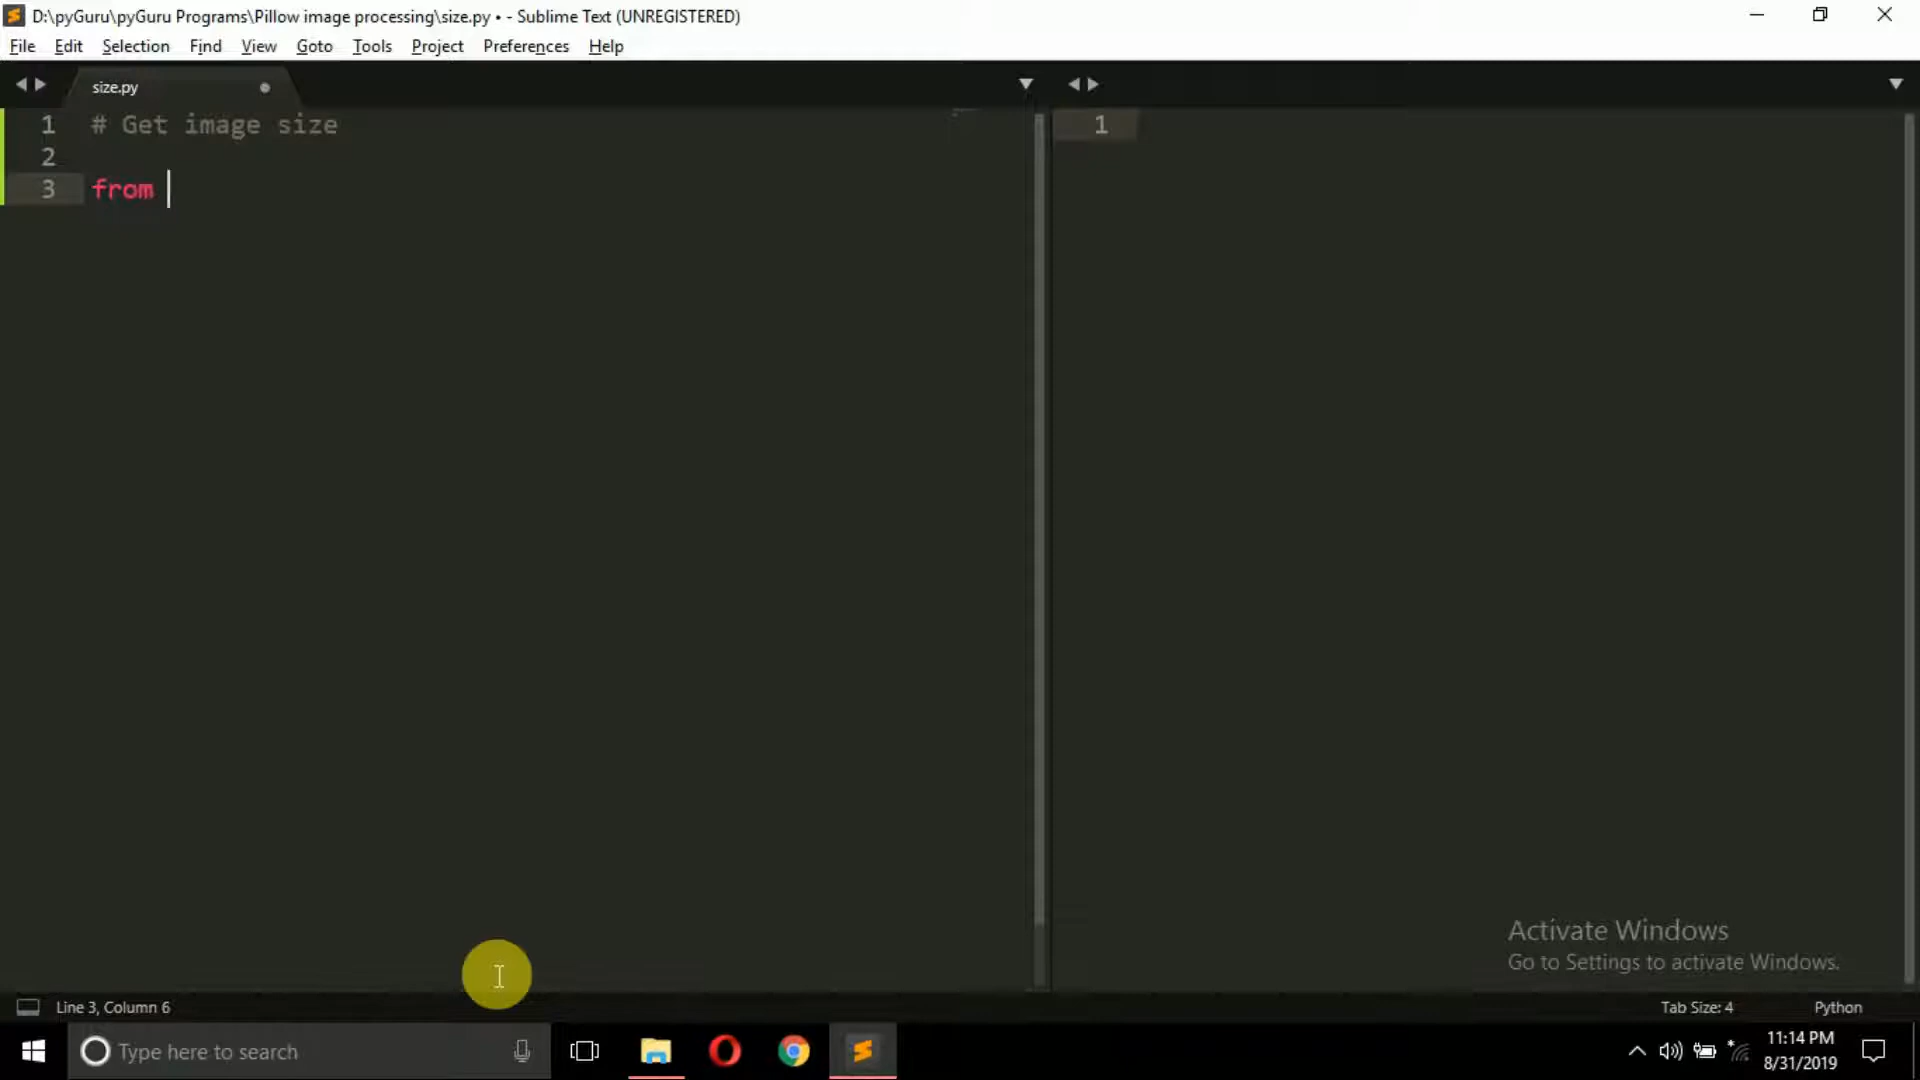 D:\pyGuru\pyGuru Programs\Pillow image processing\size.py • - Sublime Text (UNREGISTERED)
File Edit Selection Find View Goto Tools Project Preferences Help
size.py
1 # Get image size
2
3 from
1
Activate Windows
Go to Settings to activate Windows.
Line 3, Column 6
Tab Size: 4
Python
Type here to search
11:14 PM
8/31/2019